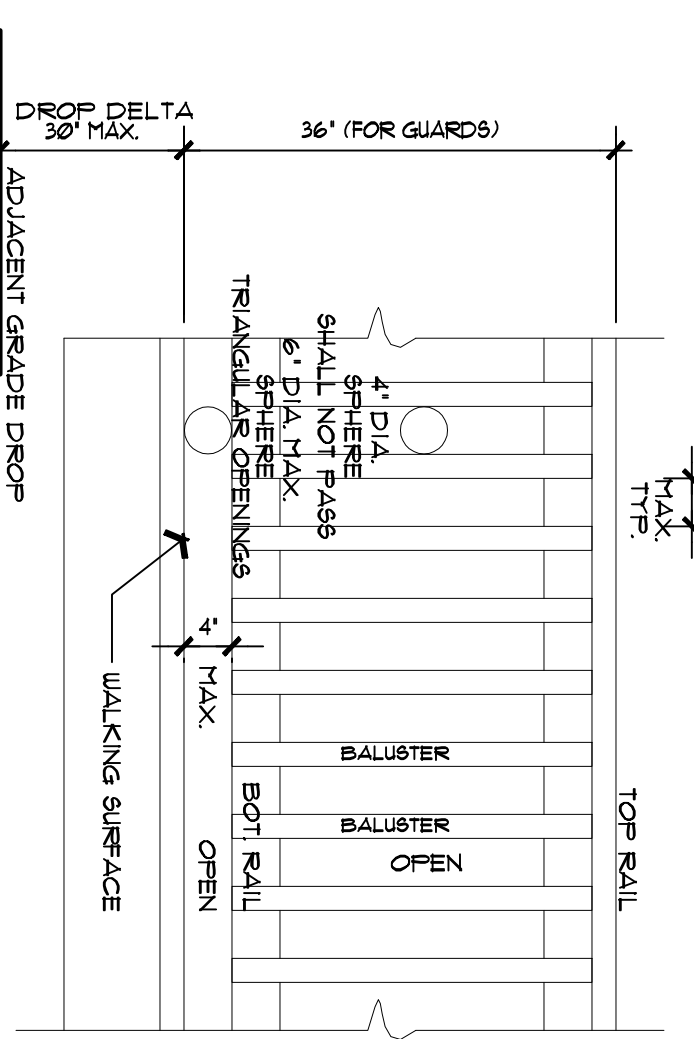 DROP DELTA
30" MAX.
36" (FOR GUARDS)
ADJACENT GRADE DROP
4" DIA.
SPHERE
SHALL NOT PASS
6" DIA. MAX.
SPHERE
TRIANGULAR OPENINGS
MAX.
TYP.
4"
MAX.
OPEN
WALKING SURFACE
BOT. RAIL
BALUSTER
BALUSTER
OPEN
TOP RAIL